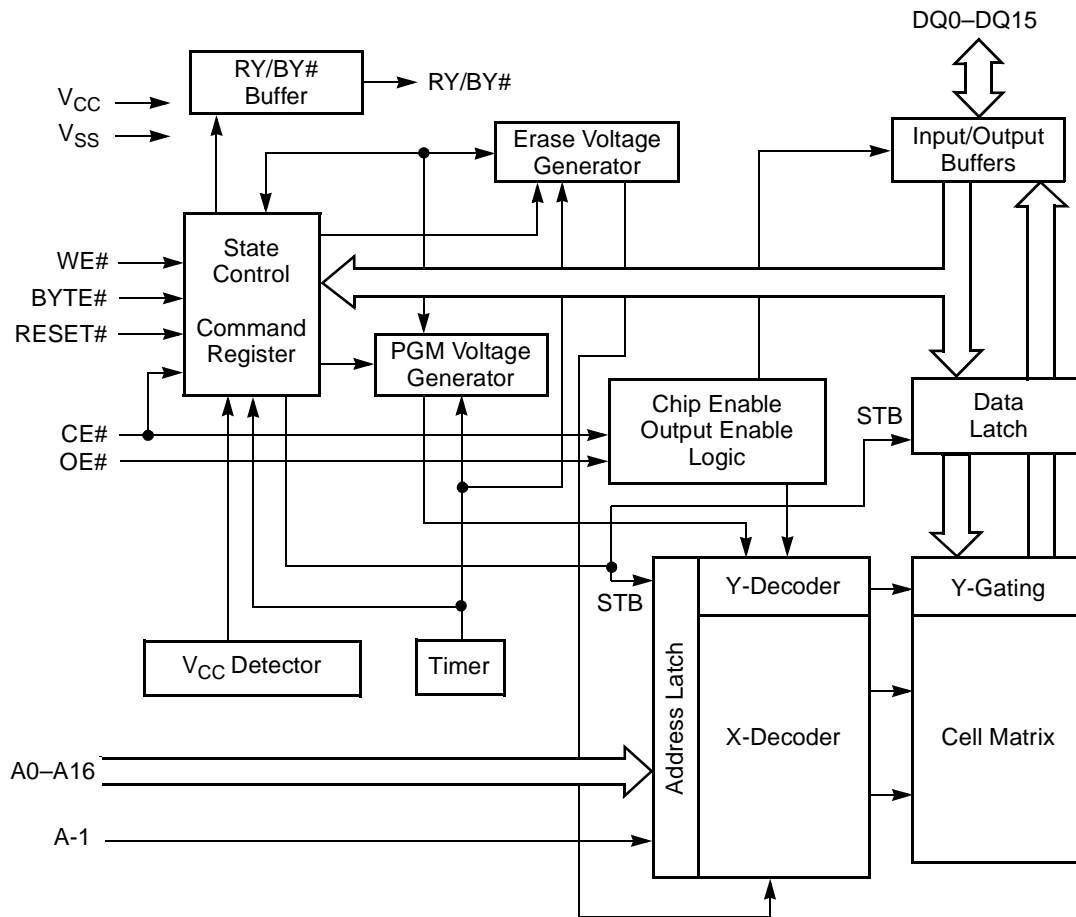 DQ0–DQ15
RY/BY#
Buffer
RY/BY#
VCC
VSS
Erase Voltage
Generator
Input/Output
Buffers
WE#
BYTE#
RESET#
State
Control
Command
Register
PGM Voltage
Generator
CE#
OE#
Chip Enable
Output Enable
Logic
STB
Data
Latch
STB
Y-Decoder
Y-Gating
VCC Detector
Timer
Address Latch
X-Decoder
Cell Matrix
A0–A16
A-1